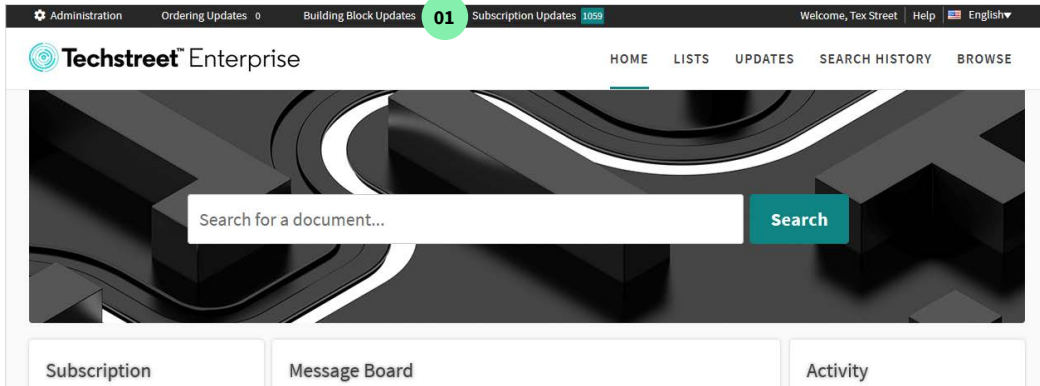 Administration Ordering Updates 0 Building Block Updates 01 Subscription Updates 1059 Welcome, Tex Street Help English
Techstreet™ Enterprise HOME LISTS UPDATES SEARCH HISTORY BROWSE
Search for a document... Search
Subscription Message Board Activity